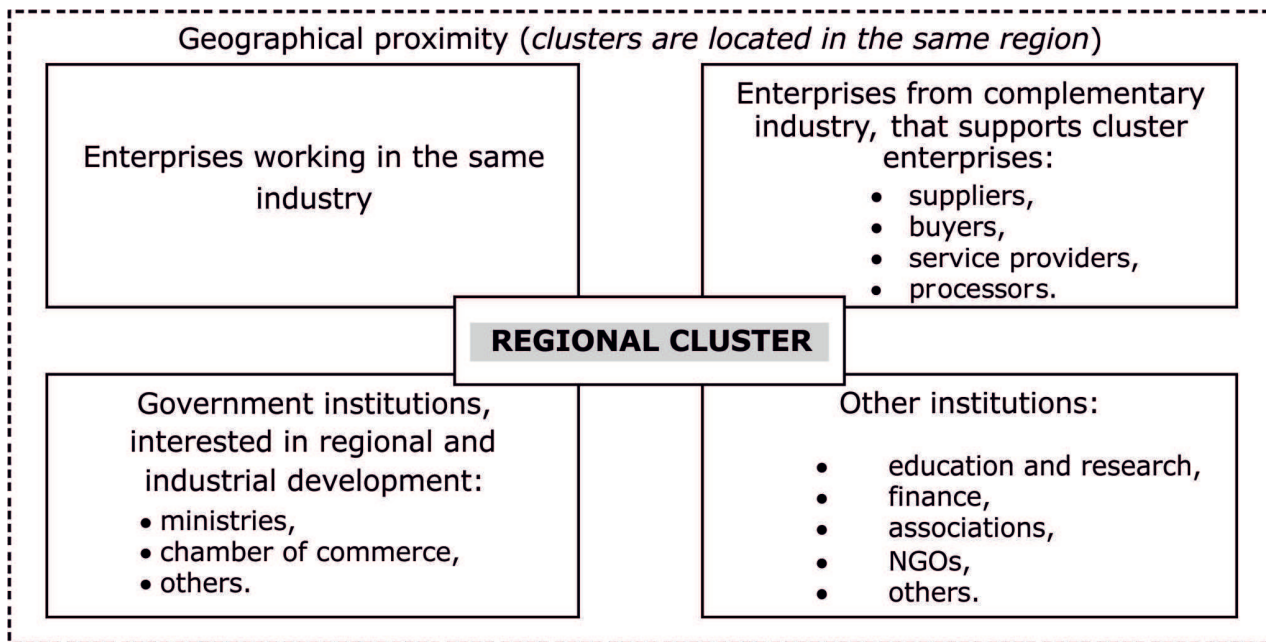 Geographical proximity (clusters are located in the same region)
Enterprises working in the same
industry
Enterprises from complementary
industry, that supports cluster
enterprises:
• suppliers,
• buyers,
• service providers,
• processors.
REGIONAL CLUSTER
Government institutions,
interested in regional and
industrial development:
• ministries,
• chamber of commerce,
• others.
Other institutions:
• education and research,
• finance,
• associations,
• NGOs,
• others.